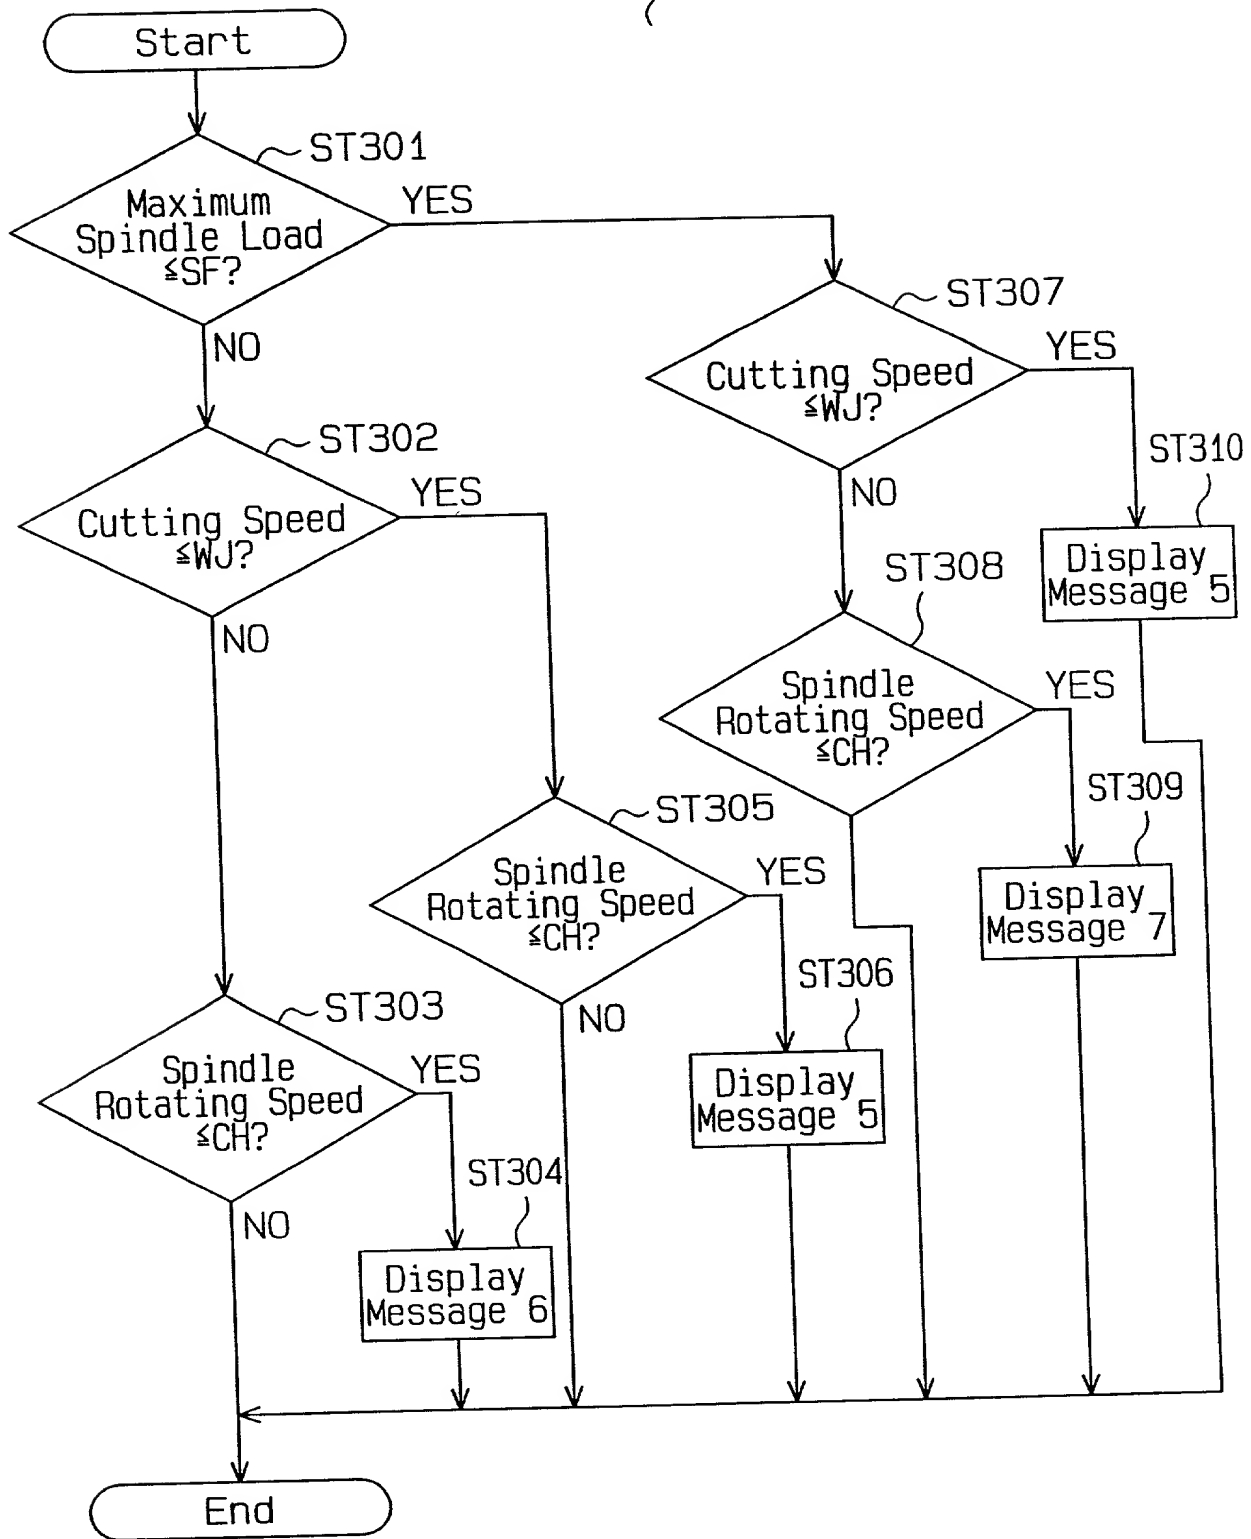 Start
ST301
Maximum
Spindle Load
≦SF?
YES
NO
ST307
Cutting Speed
≦WJ?
YES
NO
ST302
Cutting Speed
≦WJ?
YES
NO
ST310
Display
Message 5
ST308
Spindle
Rotating Speed
≦CH?
YES
ST309
Display
Message 7
ST305
Spindle
Rotating Speed
≦CH?
YES
NO
ST306
Display
Message 5
ST303
Spindle
Rotating Speed
≦CH?
YES
NO
ST304
Display
Message 6
End